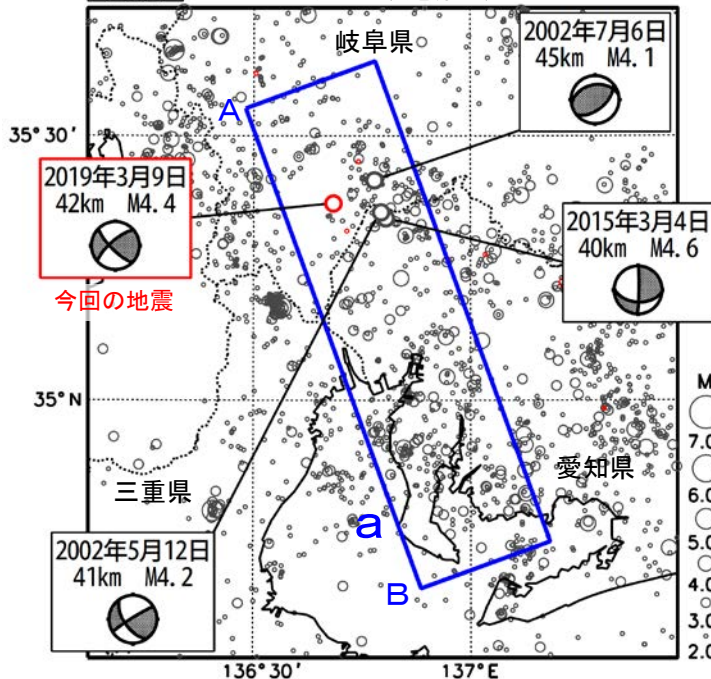 岐阜県
2002年7月6日
45km M4.1
A
35°30'
2019年3月9日
42km M4.4
今回の地震
2015年3月4日
40km M4.6
M
7.0
6.0
5.0
4.0
3.0
2.0
35°N
三重県
愛知県
a
B
2002年5月12日
41km M4.2
136°30'
137°E